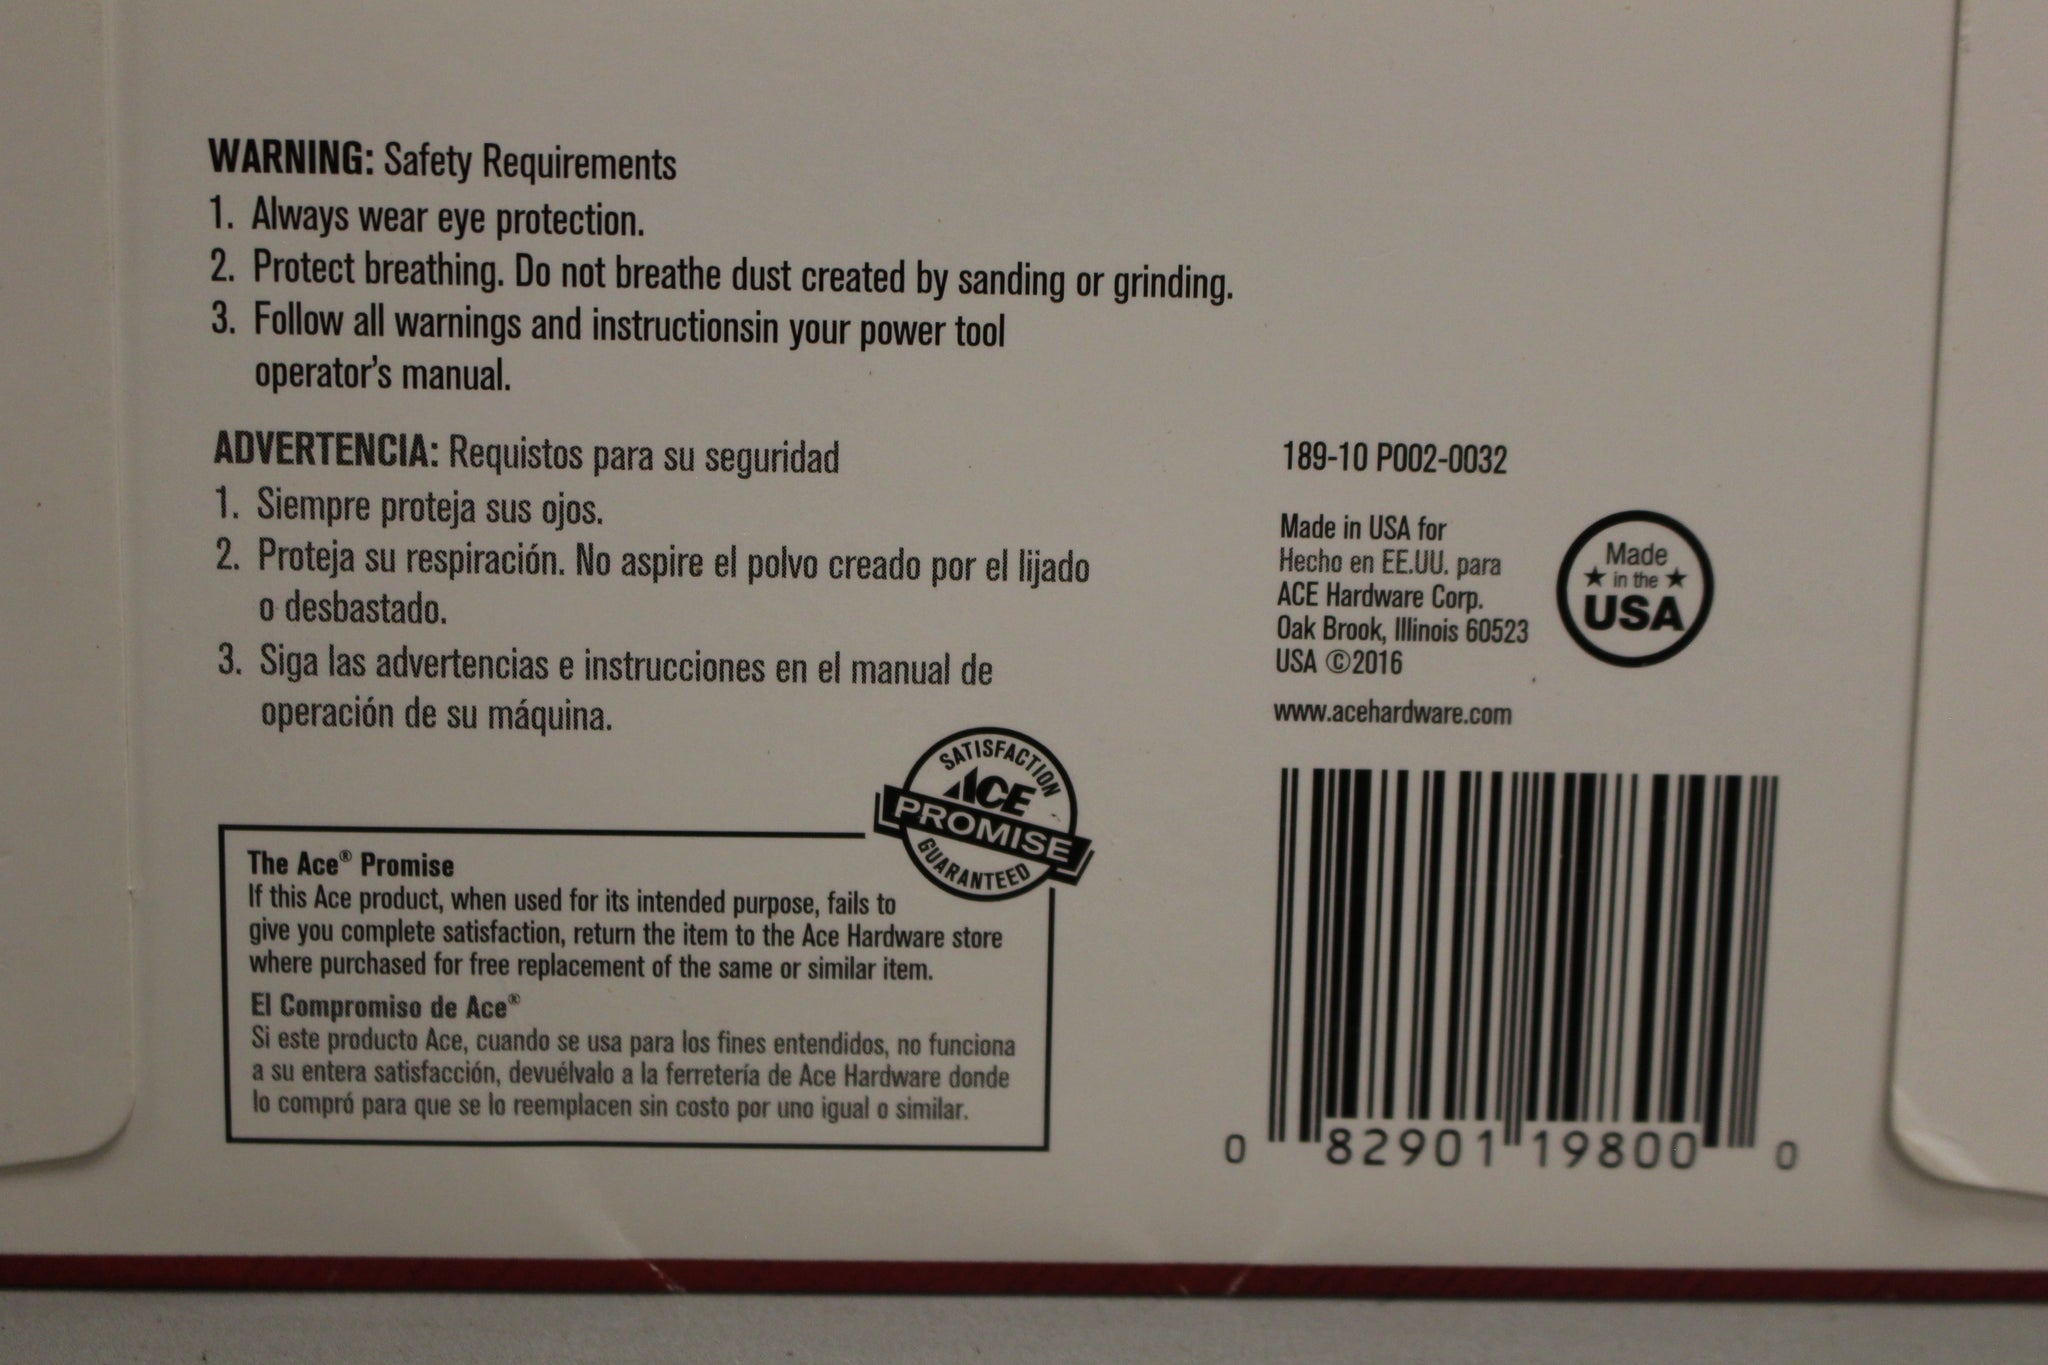 WARNING: Safety Requirements
1. Always wear eye protection.
2. Protect breathing. Do not breathe dust created by sanding or grinding.
3. Follow all warnings and instructionsin your power tool
operator's manual.
ADVERTENCIA: Requistos para su seguridad
1. Siempre proteja sus ojos.
2. Proteja su respiración. No aspire el polvo creado por el lijado
o desbastado.
3. Siga las advertencias e instrucciones en el manual de
operación de su máquina.
SATISFACTION
ACE
PROMISE
GUARANTEED
The Ace® Promise
If this Ace product, when used for its intended purpose, fails to
give you complete satisfaction, return the item to the Ace Hardware store
where purchased for free replacement of the same or similar item.
El Compromiso de Ace®
Si este producto Ace, cuando se usa para los fines entendidos, no funciona
a su entera satisfacción, devuélvalo a la ferretería de Ace Hardware donde
lo compró para que se lo reemplacen sin costo por uno igual o similar.
189-10 P002-0032
Made in USA for
Hecho en EE.UU. para
ACE Hardware Corp.
Oak Brook, Illinois 60523
USA ©2016
www.acehardware.com
Made
★ in the ★
USA
0 82901 19800 0